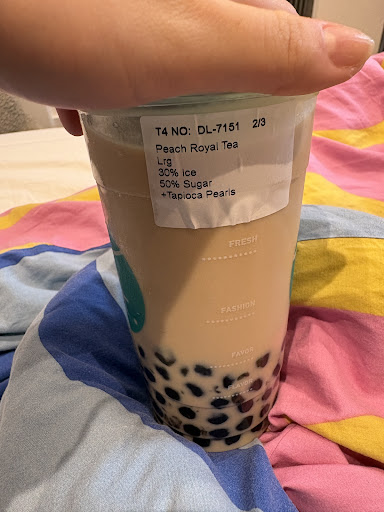 T4 NO: DL-7151 2/3
Peach Royal Tea
Lrg
30% Ice
50% Sugar
+Tapioca Pearls
FRESH
FASHION
FAVOR